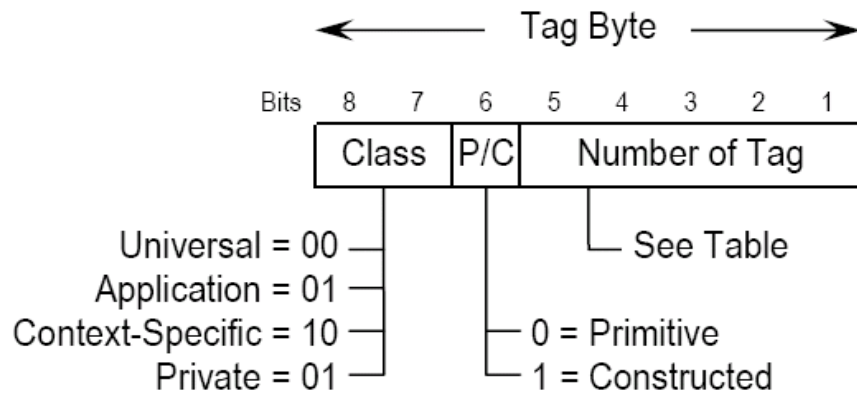 Tag Byte
Bits 8 7 6 5 4 3 2 1
Class P/C Number of Tag
Universal = 00 See Table
Application = 01
Context-Specific = 10 0 = Primitive
Private = 01 1 = Constructed